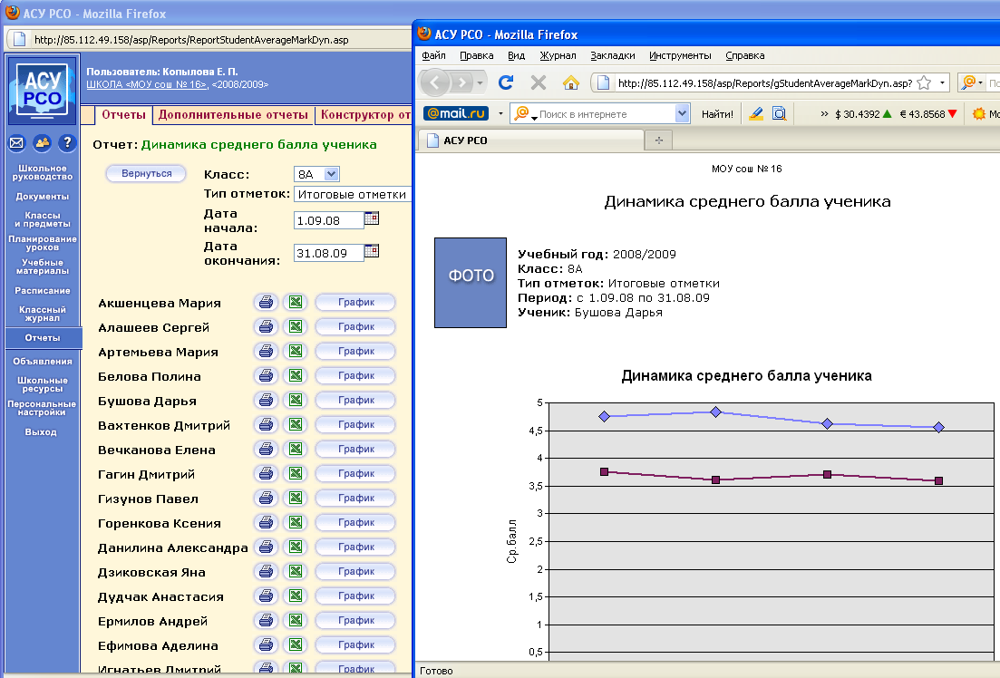 АСУ РСО - Mozilla Firefox
http://85.112.49.158/asp/Reports/ReportStudentAverageMarkDyn.asp
АСУ
РСО
Пользователь: Копылова Е. П.
ШКОЛА <МОУ сош № 16>, <2008/2009>
Отчеты
Дополнительные отчеты
Конструктор от
?
Школьное
руководство
Документы
Классы
и предметы
Планирование
уроков
Учебные
материалы
Расписание
Классный
журнал
Отчеты
Объявления
Школьные
ресурсы
Персональные
настройки
Выход
Отчет: Динамика среднего балла ученика
Вернуться
Класс: 8А
Тип отметок: Итоговые отметки
Дата
начала: 1.09.08
Дата
окончания: 31.08.09
Акшенцева Мария График
Алашеев Сергей График
Артемьева Мария График
Белова Полина График
Бушова Дарья График
Вахтенков Дмитрий График
Вечканова Елена График
Гагин Дмитрий График
Гизунов Павел График
Горенкова Ксения График
Данилина Александра График
Дзиковская Яна График
Дудчак Анастасия График
Ермилов Андрей График
Ефимова Аделина График
Игнатьев Дмитрий График
АСУ РСО - Mozilla Firefox
Файл Правка Вид Журнал Закладки Инструменты Справка
http://85.112.49.158/asp/Reports/gStudentAverageMarkDyn.asp?
По
@mail.ru Поиск в интернете Найти! » $ 30.4392 € 43.8568 Мо
АСУ РСО
МОУ сош № 16
Динамика среднего балла ученика
ФОТО
Учебный год: 2008/2009
Класс: 8А
Тип отметок: Итоговые отметки
Период: с 1.09.08 по 31.08.09
Ученик: Бушова Дарья
Динамика среднего балла ученика
Ср.балл
5
4,5
4
3,5
3
2,5
2
1,5
1
0,5
Готово